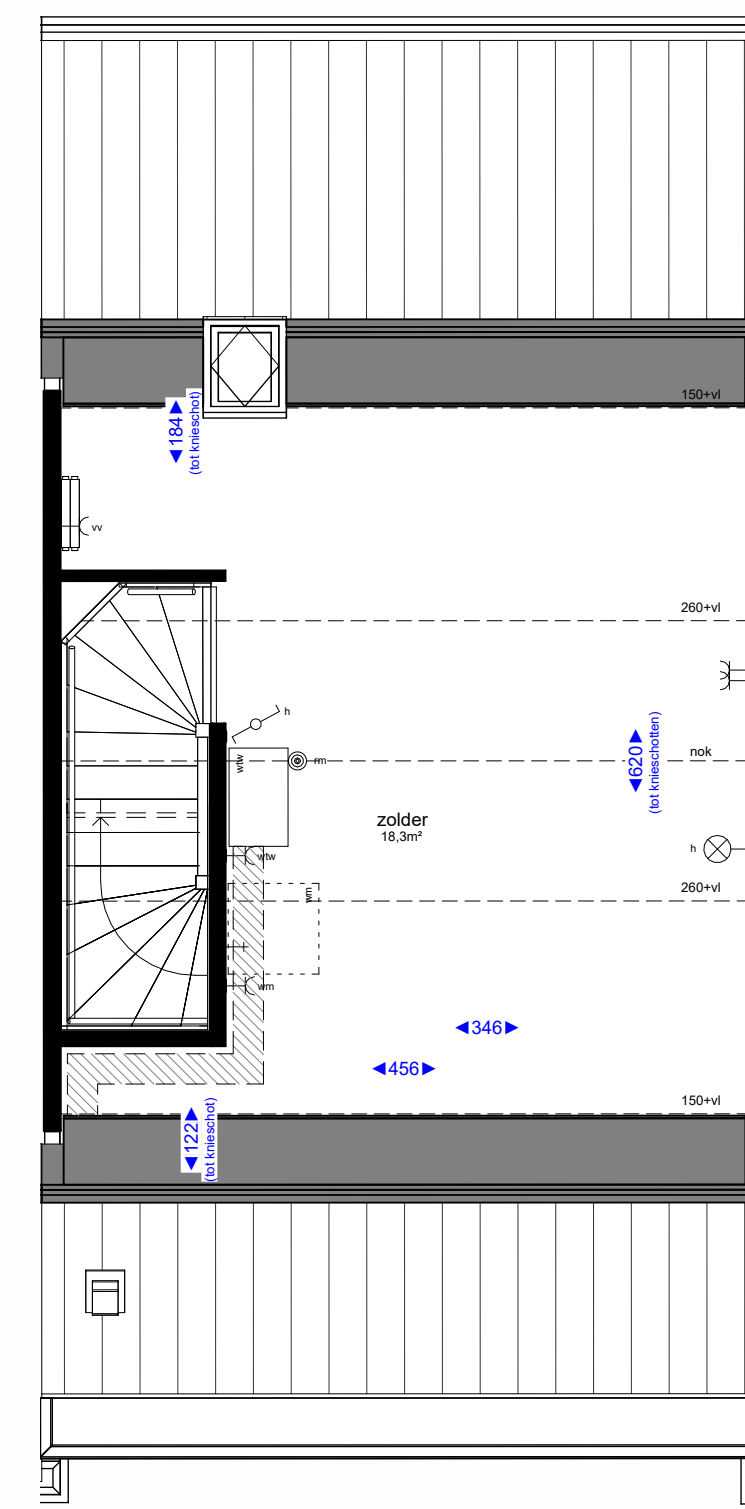 150+vl
◄184►
(tot knieschot)
vv
260+vl
h
nok
wtw
rm
◄620►
(tot knieschotten)
zolder
18,3m²
h
wtw
260+vl
wm
wm
◄346►
◄456►
150+vl
◄122►
(tot knieschot)